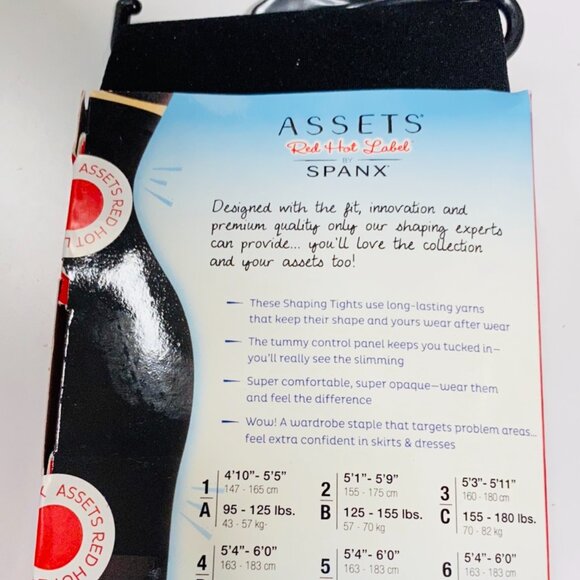 ASSETS®
Red Hot Label™
BY
SPANX®
Designed with the fit, innovation and
premium quality only our shaping experts
can provide... you'll love the collection
and your assets too!
These Shaping Tights use long-lasting yarns
that keep their shape and yours wear after wear
The tummy control panel keeps you tucked in—
you'll really see the slimming
Super comfortable, super opaque—wear them
and feel the difference
Wow! A wardrobe staple that targets problem areas...
feel extra confident in skirts & dresses
ASSETS RED HOT L
ASSETS RED
1
A
4'10"- 5'5"
147 - 165 cm
95 - 125 lbs.
43 - 57 kg
2
B
5'1"- 5'9"
155 - 175 cm
125 - 155 lbs.
57 - 70 kg
3
C
5'3"- 5'11"
160 - 180 cm
155 - 180 lbs.
70 - 82 kg
4
5'4"- 6'0"
163 - 183 cm
5
5'4"- 6'0"
163 - 183 cm
6
5'4"- 6'0"
163 - 183 cm